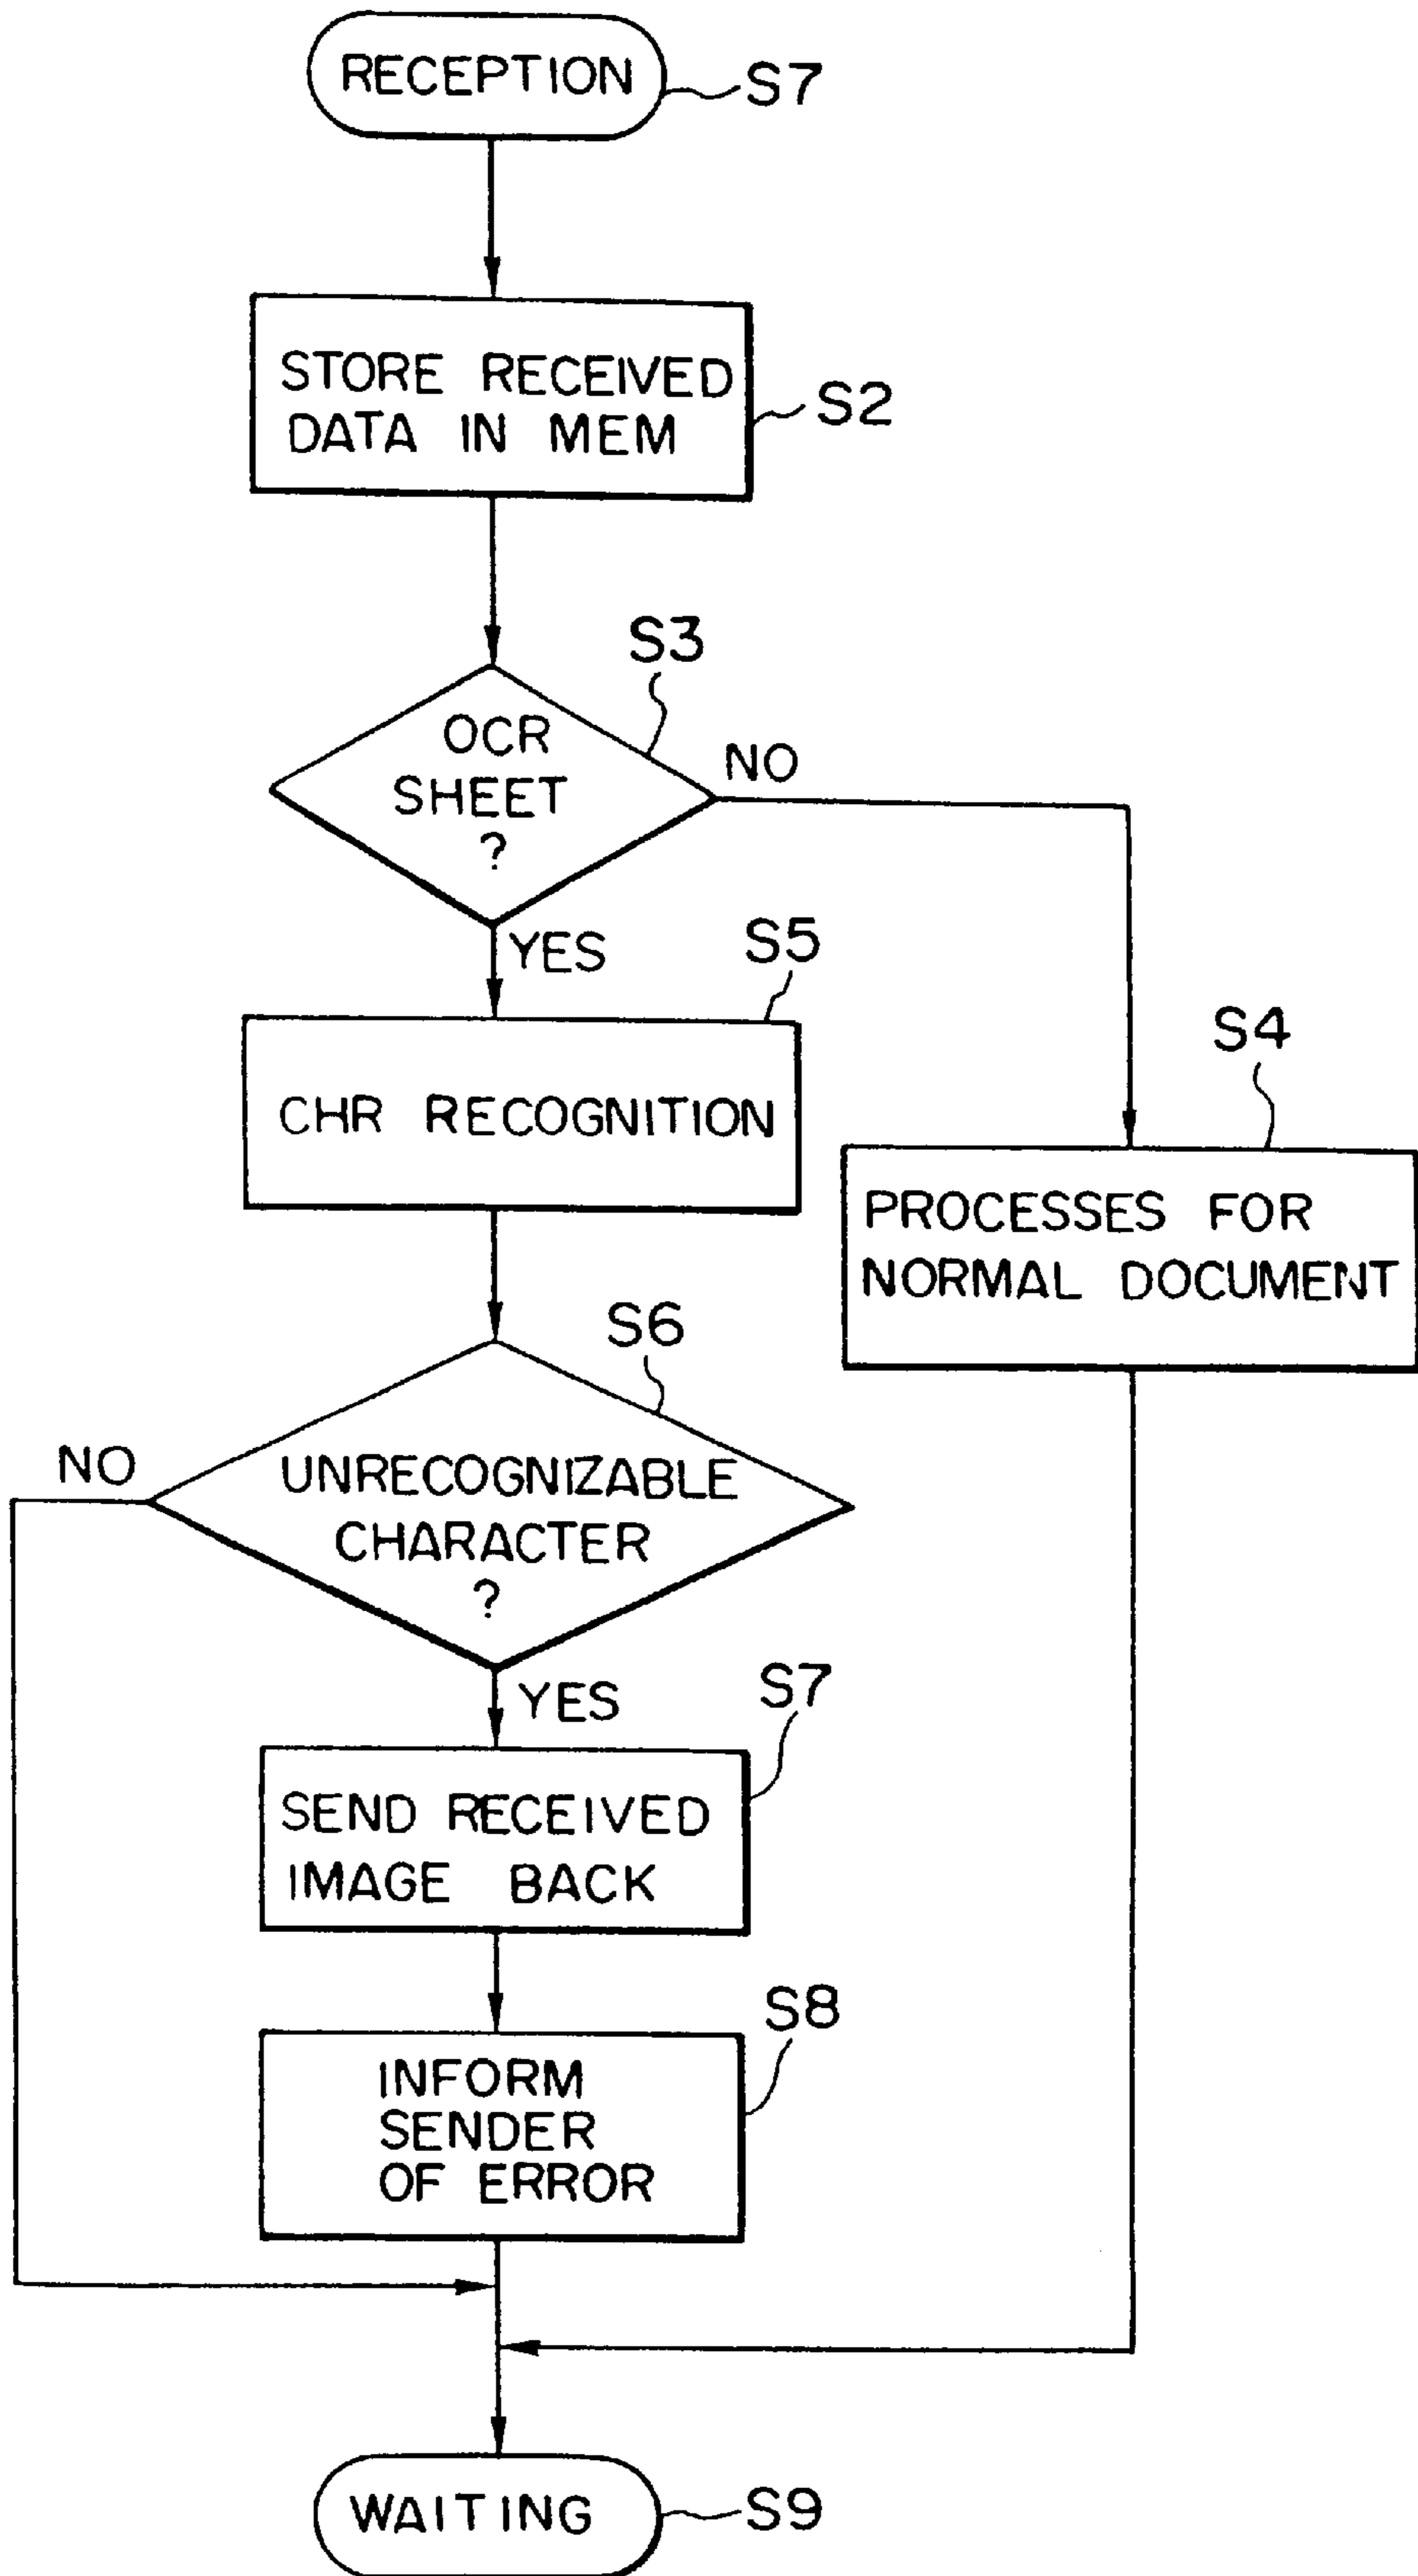 RECEPTION
S7
STORE RECEIVED
DATA IN MEM
S2
S3
OCR
SHEET
?
NO
YES
S5
CHR RECOGNITION
S4
PROCESSES FOR
NORMAL DOCUMENT
S6
NO
UNRECOGNIZABLE
CHARACTER
?
YES
S7
SEND RECEIVED
IMAGE BACK
S8
INFORM
SENDER
OF ERROR
WAITING
S9